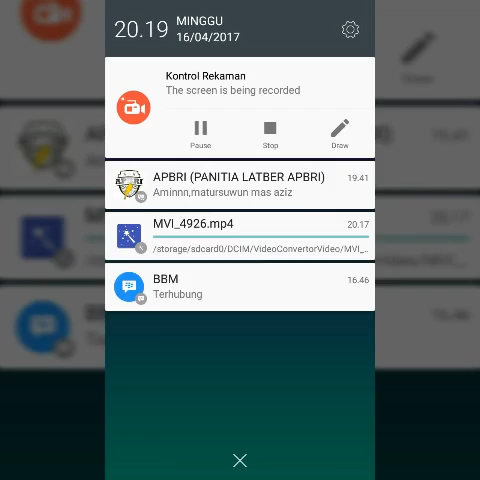 20.19
MINGGU
16/04/2017
Kontrol Rekaman
The screen is being recorded
Pause
Stop
Draw
APBRI (PANITIA LATBER APBRI)
19.41
Aminnn,matursuwun mas aziz
MVI_4926.mp4
20.17
/storage/sdcard0/DCIM/VideoConvertorVideo/MVI_...
BBM
16.46
Terhubung